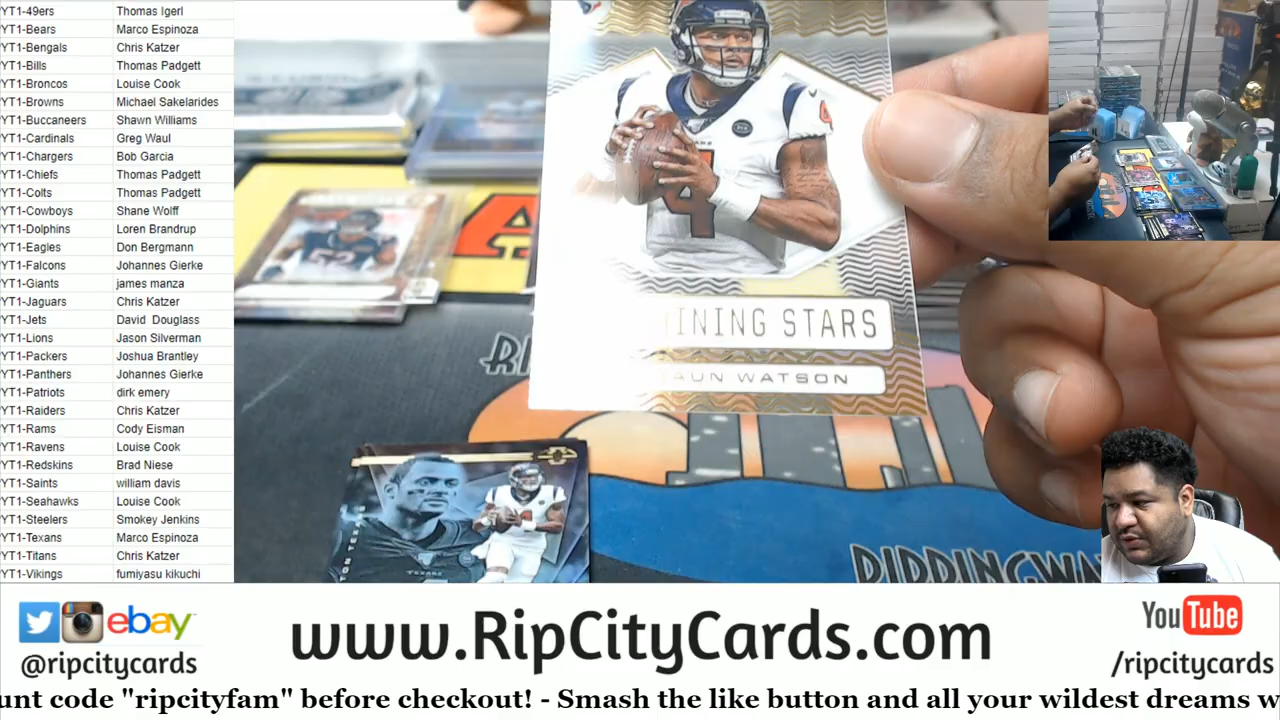 YT1-49ers Thomas Igerl
YT1-Bears Marco Espinoza
YT1-Bengals Chris Katzer
YT1-Bills Thomas Padgett
YT1-Broncos Louise Cook
YT1-Browns Michael Sakelarides
YT1-Buccaneers Shawn Williams
YT1-Cardinals Greg Waul
YT1-Chargers Bob Garcia
YT1-Chiefs Thomas Padgett
YT1-Colts Thomas Padgett
YT1-Cowboys Shane Wolff
YT1-Dolphins Loren Brandrup
YT1-Eagles Don Bergmann
YT1-Falcons Johannes Gierke
YT1-Giants james manza
YT1-Jaguars Chris Katzer
YT1-Jets David Douglass
YT1-Lions Jason Silverman
YT1-Packers Joshua Brantley
YT1-Panthers Johannes Gierke
YT1-Patriots dirk emery
YT1-Raiders Chris Katzer
YT1-Rams Cody Eisman
YT1-Ravens Louise Cook
YT1-Redskins Brad Niese
YT1-Saints william davis
YT1-Seahawks Louise Cook
YT1-Steelers Smokey Jenkins
YT1-Texans Marco Espinoza
YT1-Titans Chris Katzer
YT1-Vikings fumiyasu kikuchi
4
INING STARS
AUN WATSON
RI
RIPPINGWA
ebay
@ripcitycards
www.RipCityCards.com
YouTube
/ripcitycards
unt code "ripcityfam" before checkout! - Smash the like button and all your wildest dreams w